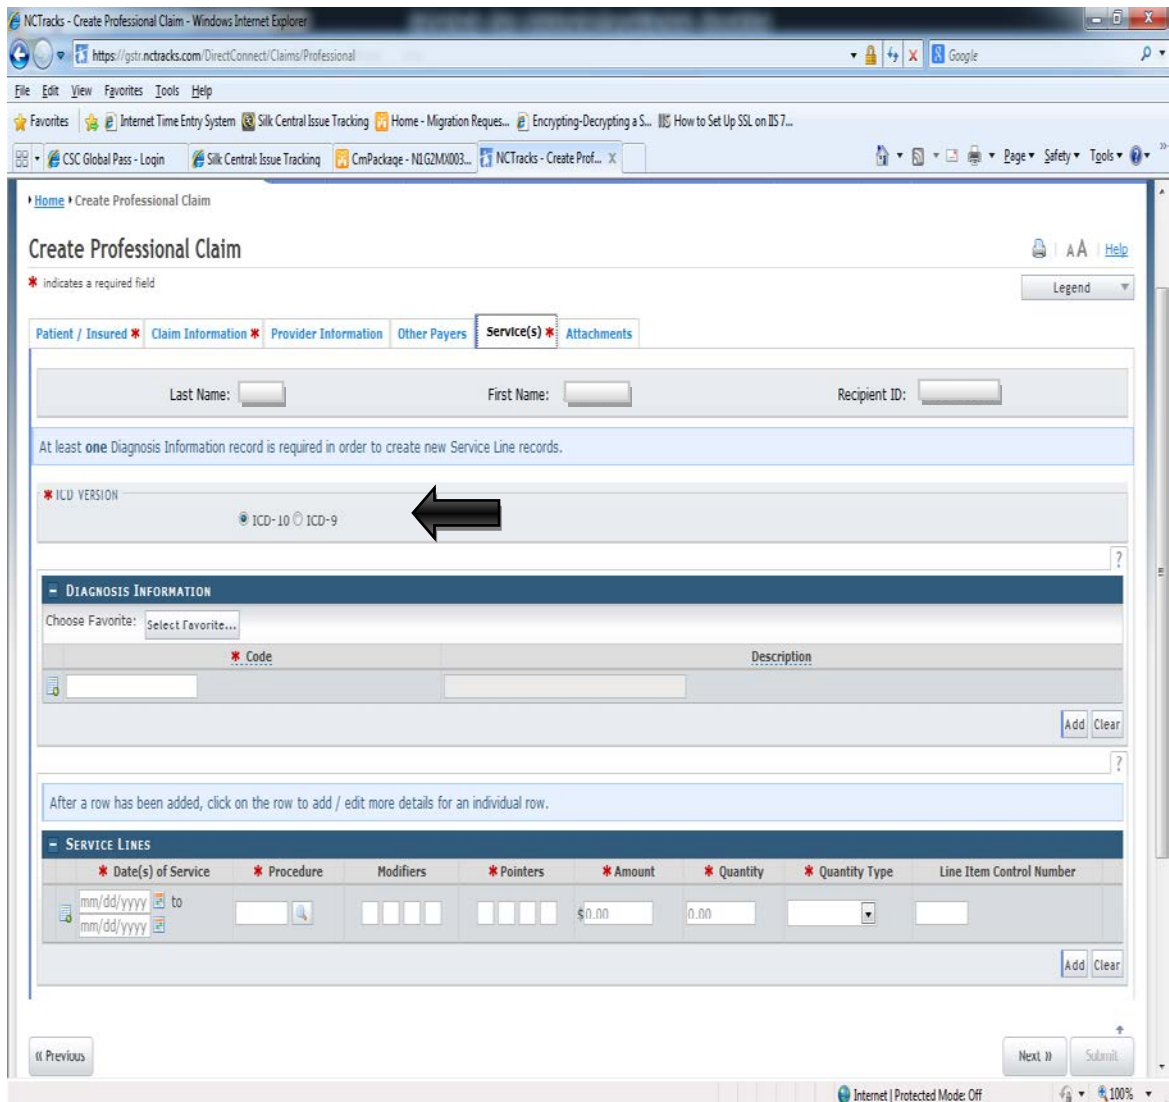 NCTracks - Create Professional Claim - Windows Internet Explorer
https://gstr.nctracks.com/DirectConnect/Claims/Professional
Google
File Edit View Favorites Tools Help
Favorites Internet Time Entry System Silk Central Issue Tracking Home - Migration Reques... Encrypting-Decrypting a S... How to Set Up SSL on IIS 7...
CSC Global Pass - Login Silk Central: Issue Tracking CmPackage - N1G2MX003... NCTracks - Create Prof... X Page Safety Tools
Home Create Professional Claim
Create Professional Claim
AA Help
* indicates a required field
Legend
Patient / Insured * Claim Information * Provider Information Other Payers Service(s) * Attachments
Last Name: First Name: Recipient ID:
At least one Diagnosis Information record is required in order to create new Service Line records.
* ICD VERSION
ICD-10 ICD-9
?
- DIAGNOSIS INFORMATION
Choose Favorite: Select Favorite...
* Code Description
Add Clear
?
After a row has been added, click on the row to add / edit more details for an individual row.
- SERVICE LINES
* Date(s) of Service * Procedure Modifiers * Pointers * Amount * Quantity * Quantity Type Line Item Control Number
mm/dd/yyyy to
mm/dd/yyyy
$0.00 0.00
Add Clear
« Previous Next » Submit
Internet | Protected Mode: Off 100%